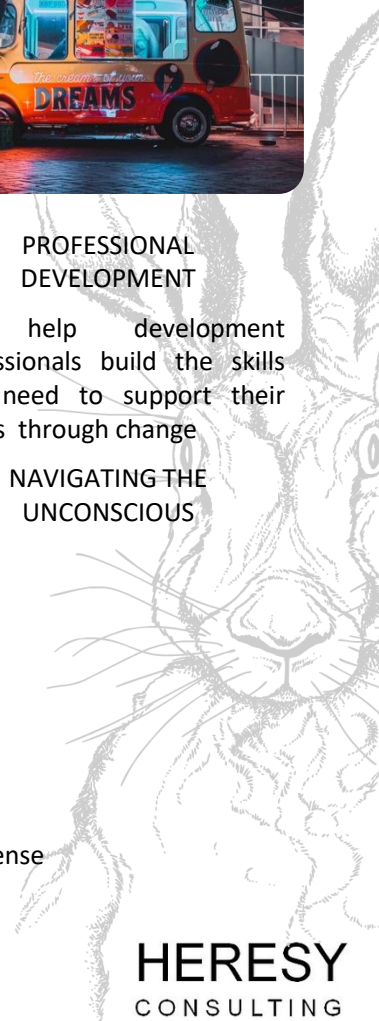 The cream of your
DREAMS
PROFESSIONAL
DEVELOPMENT
help development
ssionals build the skills
need to support their
s through change
NAVIGATING THE
UNCONSCIOUS
ense
HERESY
CONSULTING